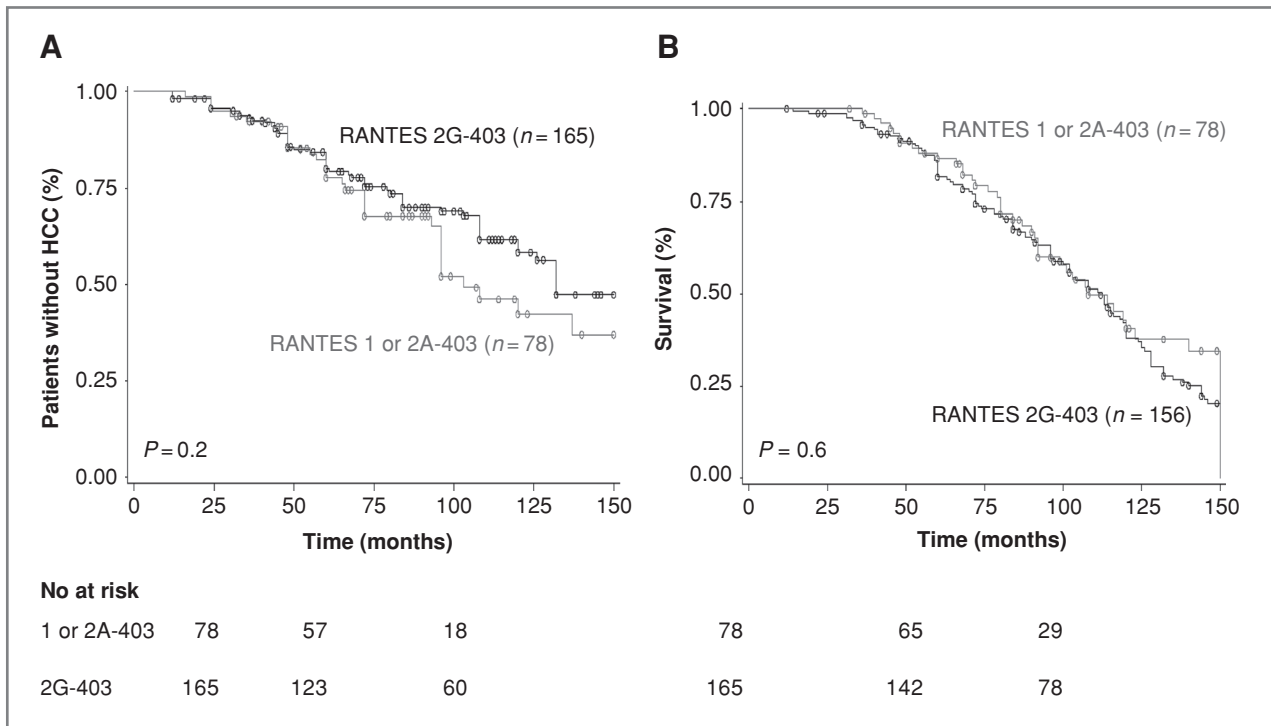 A
1.00
0.75
0.50
0.25
0.00
Patients without HCC (%)
RANTES 2G-403 (n = 165)
RANTES 1 or 2A-403 (n = 78)
P = 0.2
0 25 50 75 100 125 150
Time (months)
B
1.00
0.75
0.50
0.25
0.00
Survival (%)
RANTES 1 or 2A-403 (n = 78)
RANTES 2G-403 (n = 156)
P = 0.6
0 25 50 75 100 125 150
Time (months)
No at risk
1 or 2A-403 78 57 18 78 65 29
2G-403 165 123 60 165 142 78